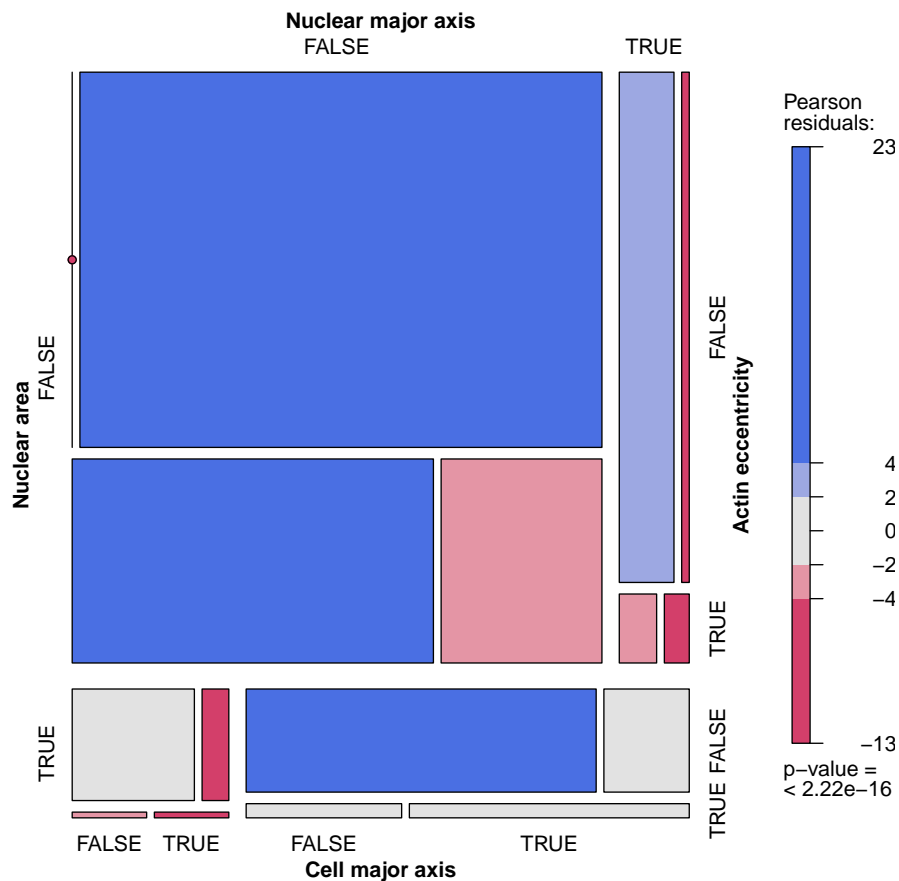 Nuclear major axis
FALSE TRUE
Pearson
residuals:
23
4
2
0
−2
−4
−13
p−value =
< 2.22e−16
Nuclear area
FALSE
TRUE
Actin eccentricity
FALSE
TRUE
FALSE
TRUE
FALSE TRUE FALSE TRUE
Cell major axis